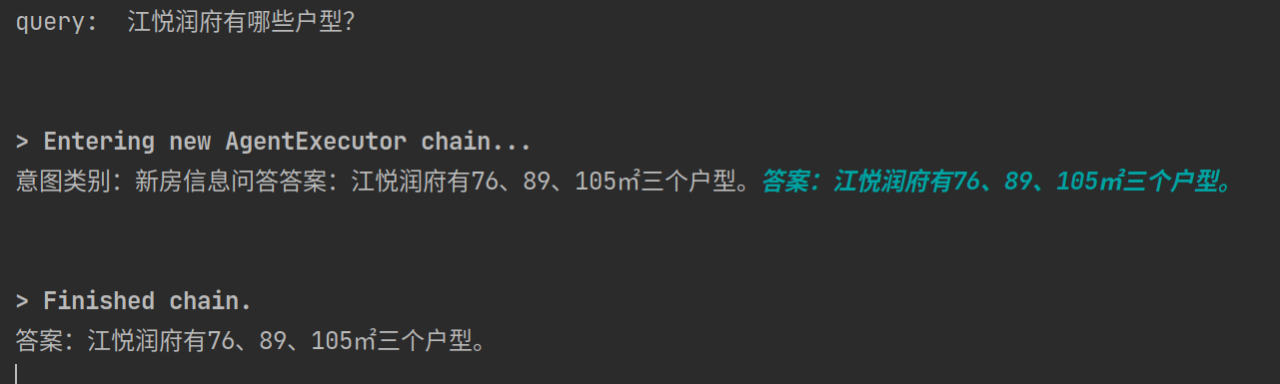 query:  江悦润府有哪些户型?
> Entering new AgentExecutor chain...
意图类别：新房信息问答答案：江悦润府有76、89、105㎡三个户型。答案：江悦润府有76、89、105㎡三个户型。
> Finished chain.
答案：江悦润府有76、89、105㎡三个户型。